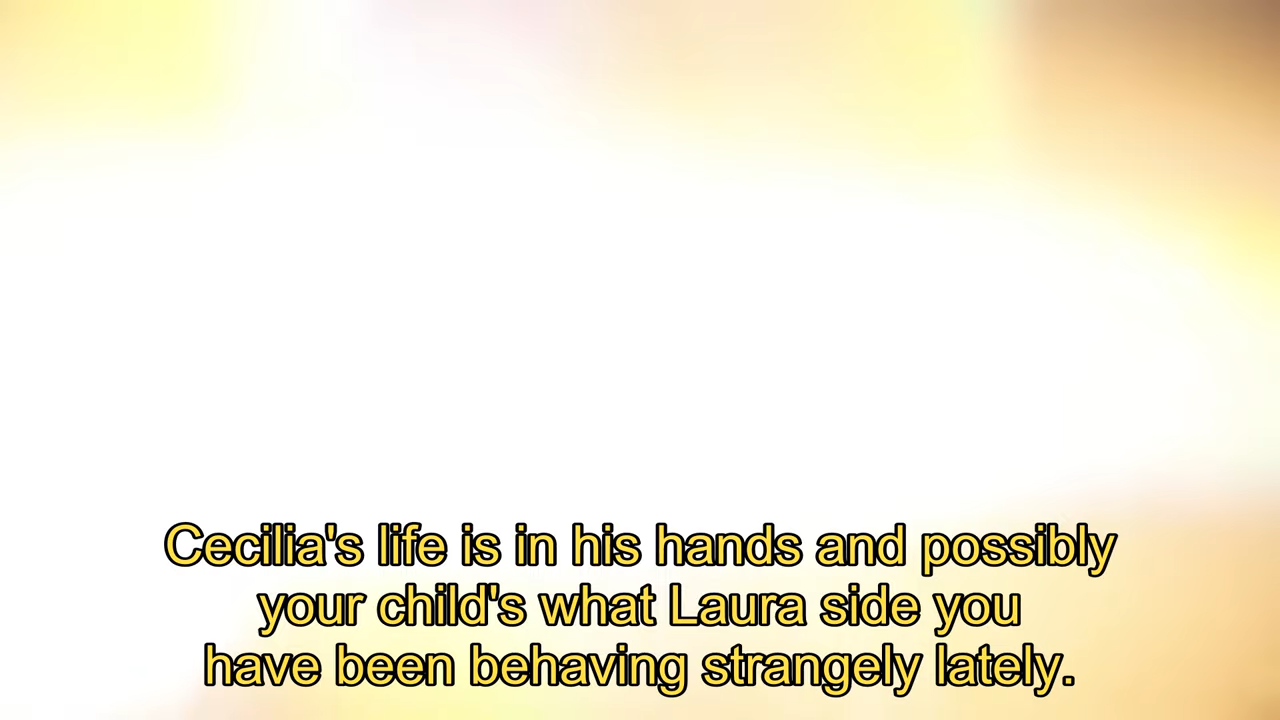 Cecilia's life is in his hands and possibly
your child's what Laura side you
have been behaving strangely lately.